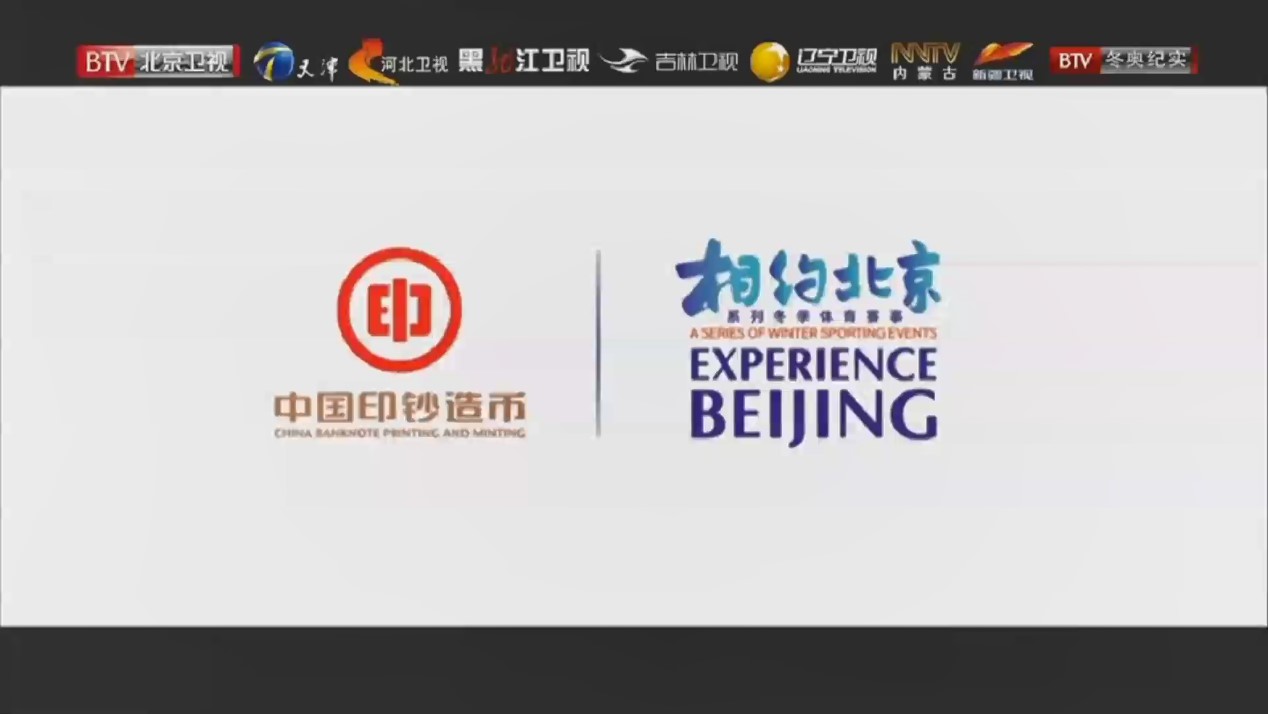 BTV 北京卫视 天津 河北卫视 黑龙江卫视 吉林卫视 辽宁卫视 NMTV BTV 冬奥纪实
LIAONING TELEVISION 内蒙古 新疆卫视
印
中国印钞造币
CHINA BANKNOTE PRINTING AND MINTING
相约北京
系列冬季体育赛事
A SERIES OF WINTER SPORTING EVENTS
EXPERIENCE
BEIJING